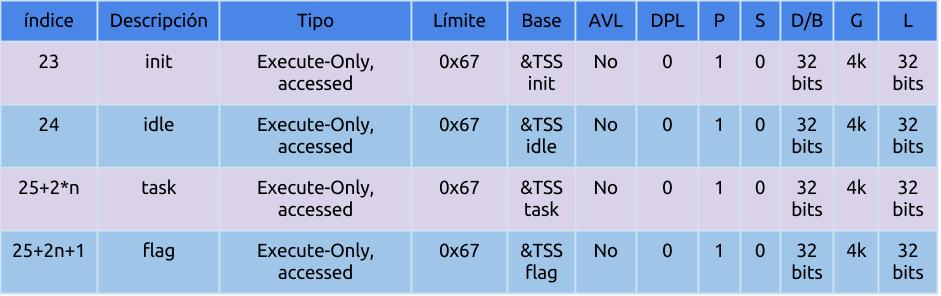 índice Descripción Tipo Límite Base AVL DPL P S D/B G L
23 init Execute-Only, accessed 0x67 &TSS init No 0 1 0 32 bits 4k 32 bits
24 idle Execute-Only, accessed 0x67 &TSS idle No 0 1 0 32 bits 4k 32 bits
25+2*n task Execute-Only, accessed 0x67 &TSS task No 0 1 0 32 bits 4k 32 bits
25+2n+1 flag Execute-Only, accessed 0x67 &TSS flag No 0 1 0 32 bits 4k 32 bits